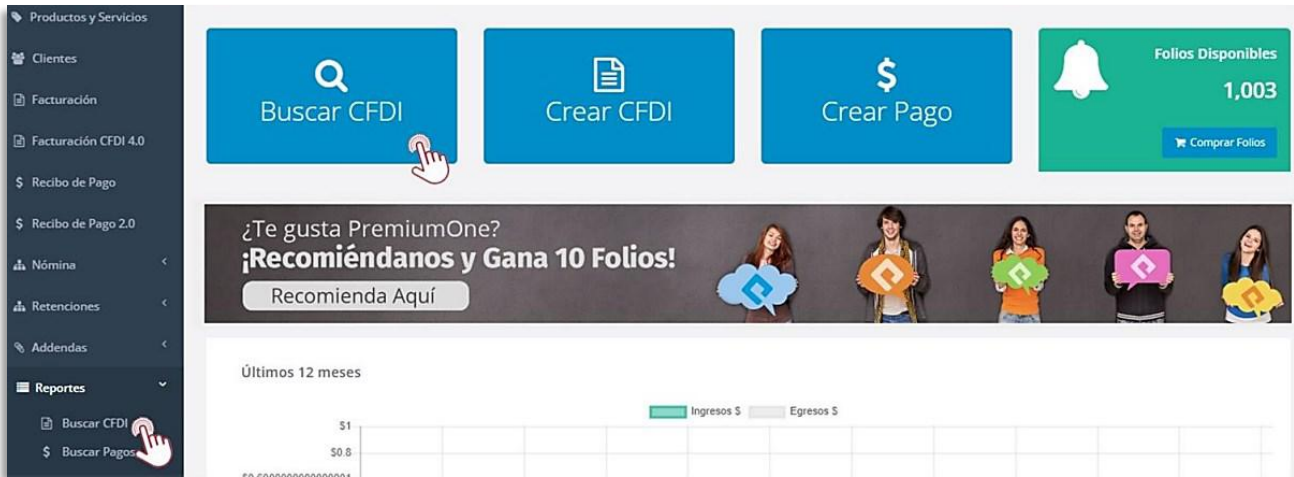 Productos y Servicios
Clientes
Facturación
Facturación CFDI 4.0
$ Recibo de Pago
$ Recibo de Pago 2.0
Nómina
Retenciones
Addendas
Reportes
Buscar CFDI
$ Buscar Pagos
Buscar CFDI
Crear CFDI
$
Crear Pago
Folios Disponibles
1,003
Comprar Folios
¿Te gusta PremiumOne?
¡Recomiéndanos y Gana 10 Folios!
Recomienda Aquí
Últimos 12 meses
Ingresos $ Egresos $
$1
$0.8